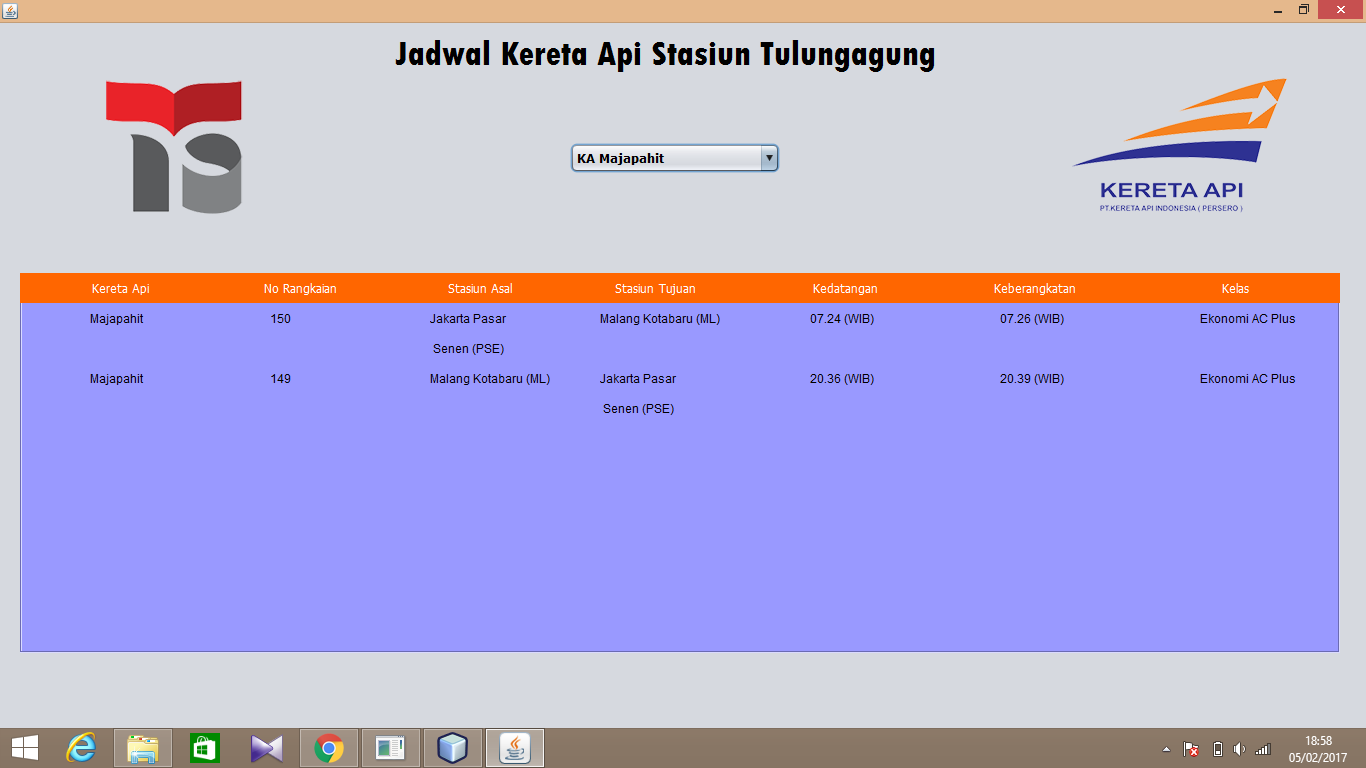 Jadwal Kereta Api Stasiun Tulungagung
KA Majapahit
KERETA API
PT.KERETA API INDONESIA ( PERSERO )
Kereta Api No Rangkaian Stasiun Asal Stasiun Tujuan Kedatangan Keberangkatan Kelas
Majapahit 150 Jakarta Pasar Malang Kotabaru (ML) 07.24 (WIB) 07.26 (WIB) Ekonomi AC Plus
Senen (PSE)
Majapahit 149 Malang Kotabaru (ML) Jakarta Pasar 20.36 (WIB) 20.39 (WIB) Ekonomi AC Plus
Senen (PSE)
18:58
05/02/2017